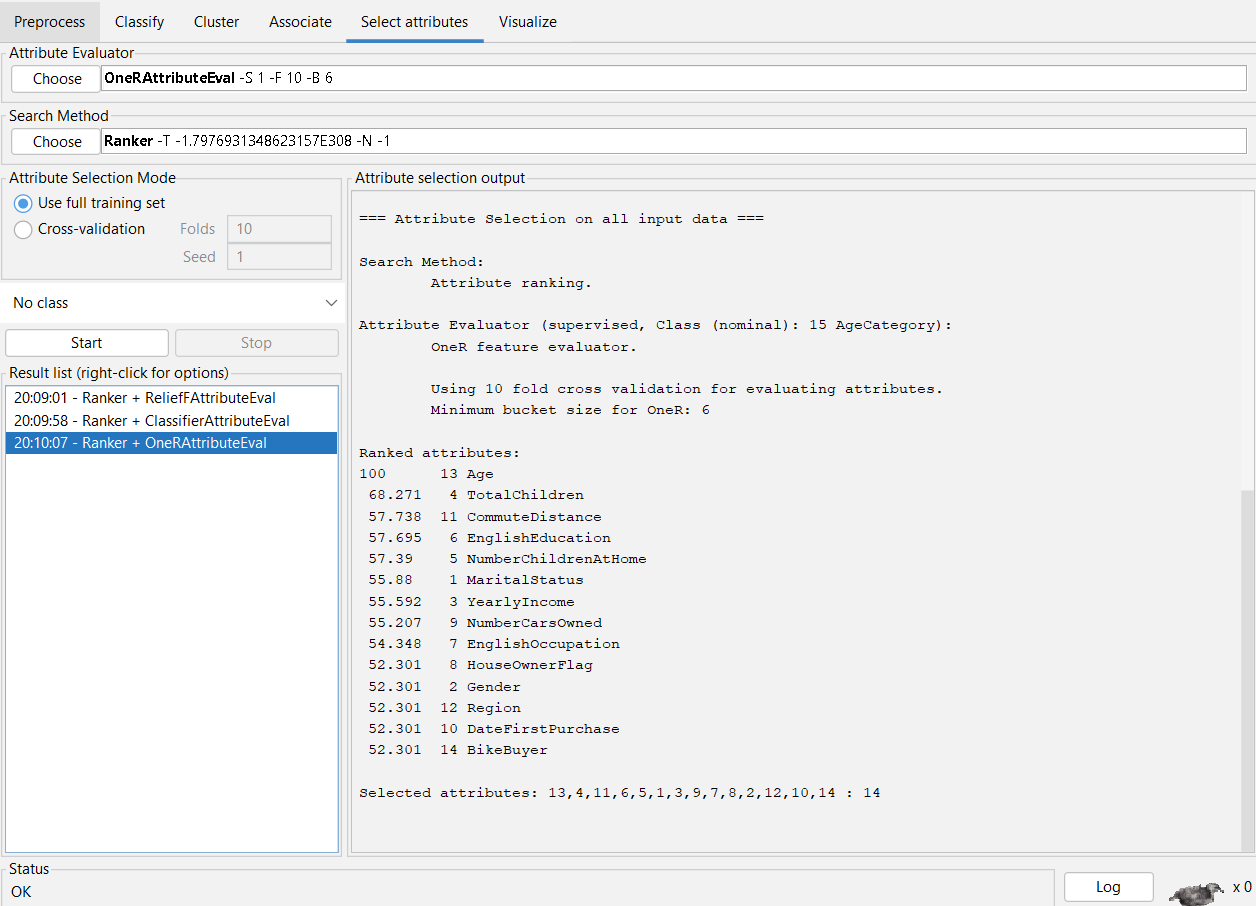 Preprocess Classify Cluster Associate Select attributes Visualize
Attribute Evaluator
Choose OneRAttributeEval -S 1 -F 10 -B 6
Search Method
Choose Ranker -T -1.7976931348623157E308 -N -1
Attribute Selection Mode
Use full training set
Cross-validation Folds 10
Seed 1
No class
Start Stop
Result list (right-click for options)
20:09:01 - Ranker + ReliefFAttributeEval
20:09:58 - Ranker + ClassifierAttributeEval
20:10:07 - Ranker + OneRAttributeEval
Attribute selection output
=== Attribute Selection on all input data ===
Search Method:
Attribute ranking.
Attribute Evaluator (supervised, Class (nominal): 15 AgeCategory):
OneR feature evaluator.
Using 10 fold cross validation for evaluating attributes.
Minimum bucket size for OneR: 6
Ranked attributes:
100 13 Age
68.271 4 TotalChildren
57.738 11 CommuteDistance
57.695 6 EnglishEducation
57.39 5 NumberChildrenAtHome
55.88 1 MaritalStatus
55.592 3 YearlyIncome
55.207 9 NumberCarsOwned
54.348 7 EnglishOccupation
52.301 8 HouseOwnerFlag
52.301 2 Gender
52.301 12 Region
52.301 10 DateFirstPurchase
52.301 14 BikeBuyer
Selected attributes: 13,4,11,6,5,1,3,9,7,8,2,12,10,14 : 14
Status
OK
Log x 0